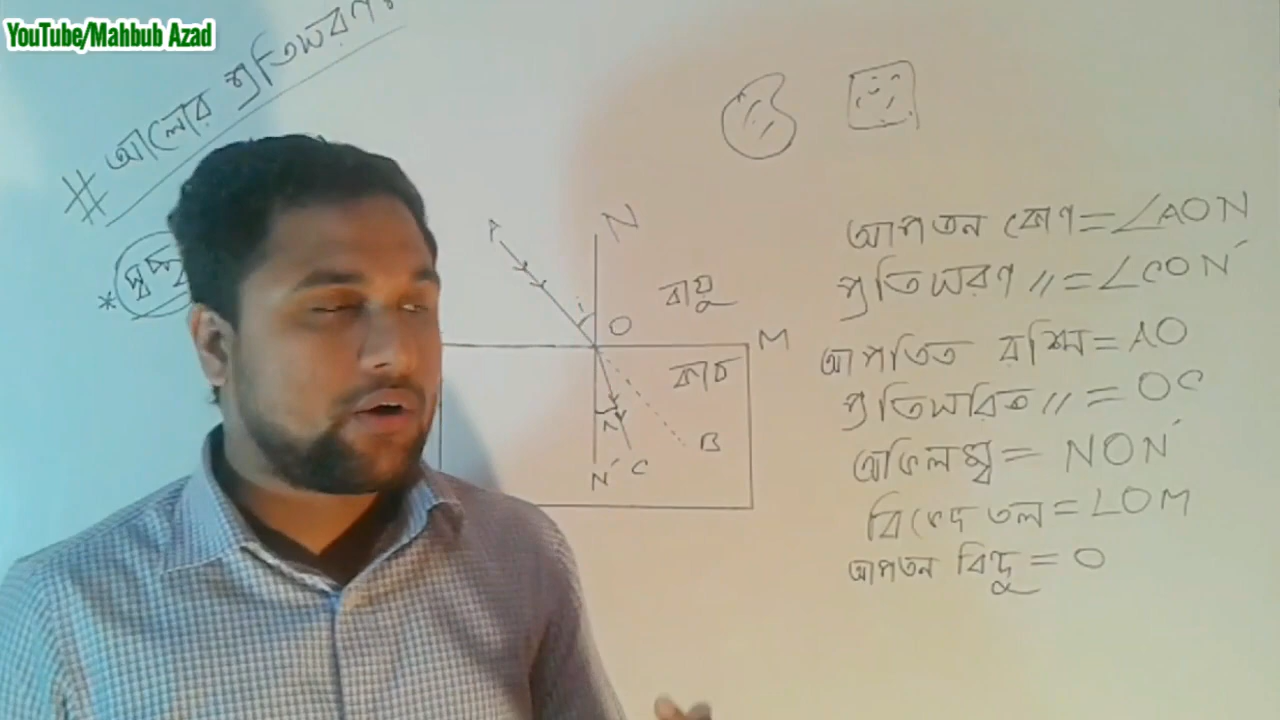 YouTube/Mahbub Azad
# আলোর প্রতিসরণ:
* স্বচ্ছ
A
N
O
বায়ু
M
কাচ
B
N´
C
আপতন কোণ = ∠AON
প্রতিসরণ " = ∠CON´
আপতিত রশ্মি = AO
প্রতিসরিত " = OC
অভিলম্ব = NON´
বিভেদ তল = LOM
আপতন বিন্দু = O